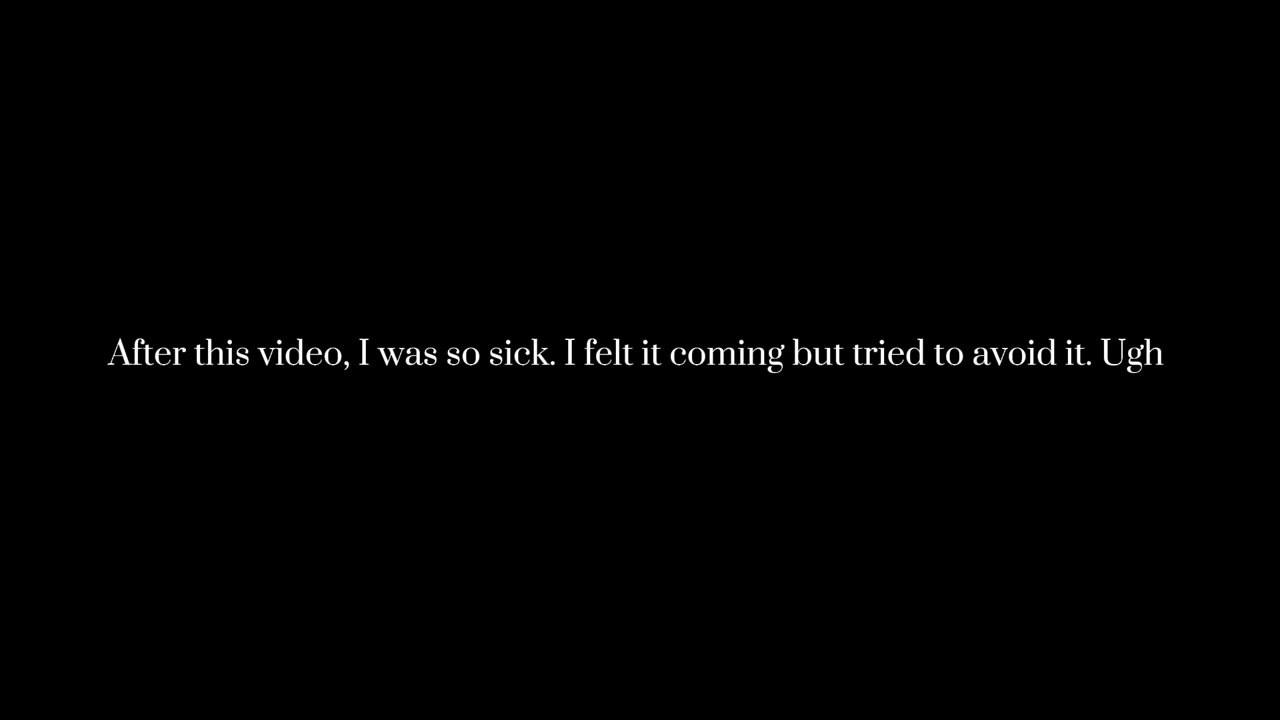 After this video, I was so sick. I felt it coming but tried to avoid it. Ugh